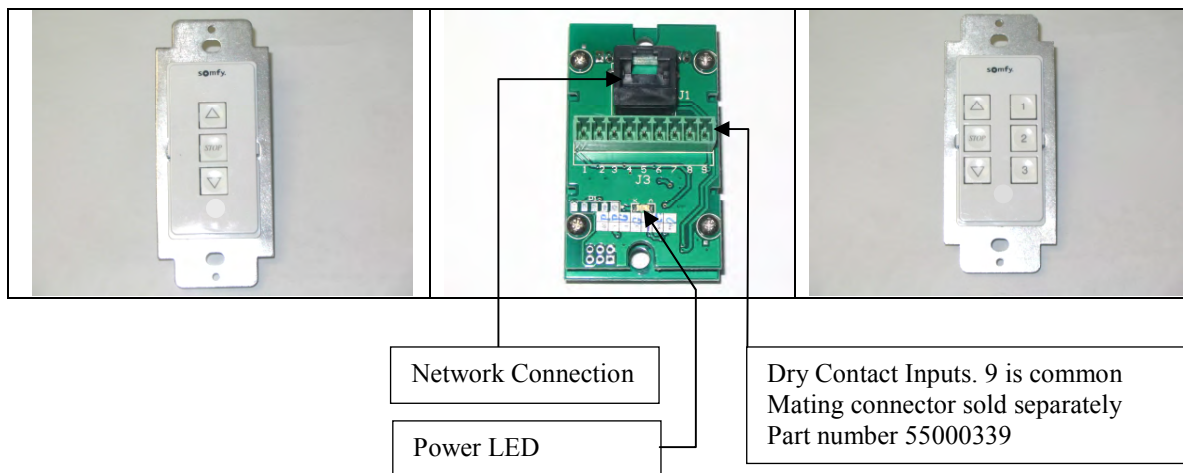 somfy.
STOP
J1
1 2 3 4 5 6 7 8 9
J3
somfy.
1
STOP
2
3
Network Connection
Power LED
Dry Contact Inputs. 9 is common
Mating connector sold separately
Part number 55000339